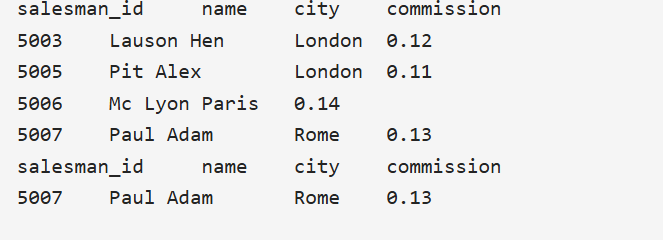 salesman_id     name    city    commission
5003    Lauson Hen      London  0.12
5005    Pit Alex        London  0.11
5006    Mc Lyon Paris   0.14
5007    Paul Adam       Rome    0.13
salesman_id     name    city    commission
5007    Paul Adam       Rome    0.13